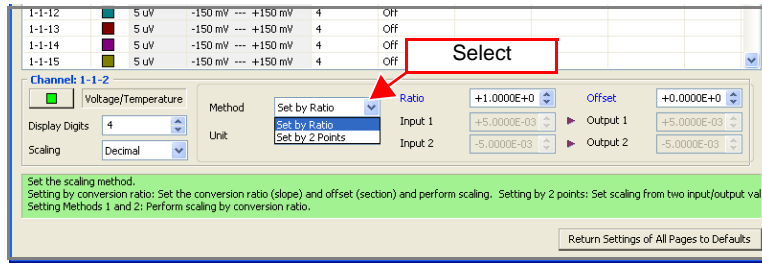 1-1-12 5 uV -150 mV --- +150 mV 4 Off
1-1-13 5 uV -150 mV --- +150 mV 4 Off
1-1-14 5 uV -150 mV --- +150 mV 4 Off
1-1-15 5 uV -150 mV --- +150 mV 4 Off
Select
Channel: 1-1-2
Voltage/Temperature
Display Digits 4
Scaling Decimal
Method Set by Ratio
Set by Ratio
Set by 2 Points
Unit
Ratio +1.0000E+0 Offset +0.0000E+0
Input 1 +5.0000E-03 Output 1 +5.0000E-03
Input 2 -5.0000E-03 Output 2 -5.0000E-03
Set the scaling method.
Setting by conversion ratio: Set the conversion ratio (slope) and offset (section) and perform scaling. Setting by 2 points: Set scaling from two input/output val
Setting Methods 1 and 2: Perform scaling by conversion ratio.
Return Settings of All Pages to Defaults